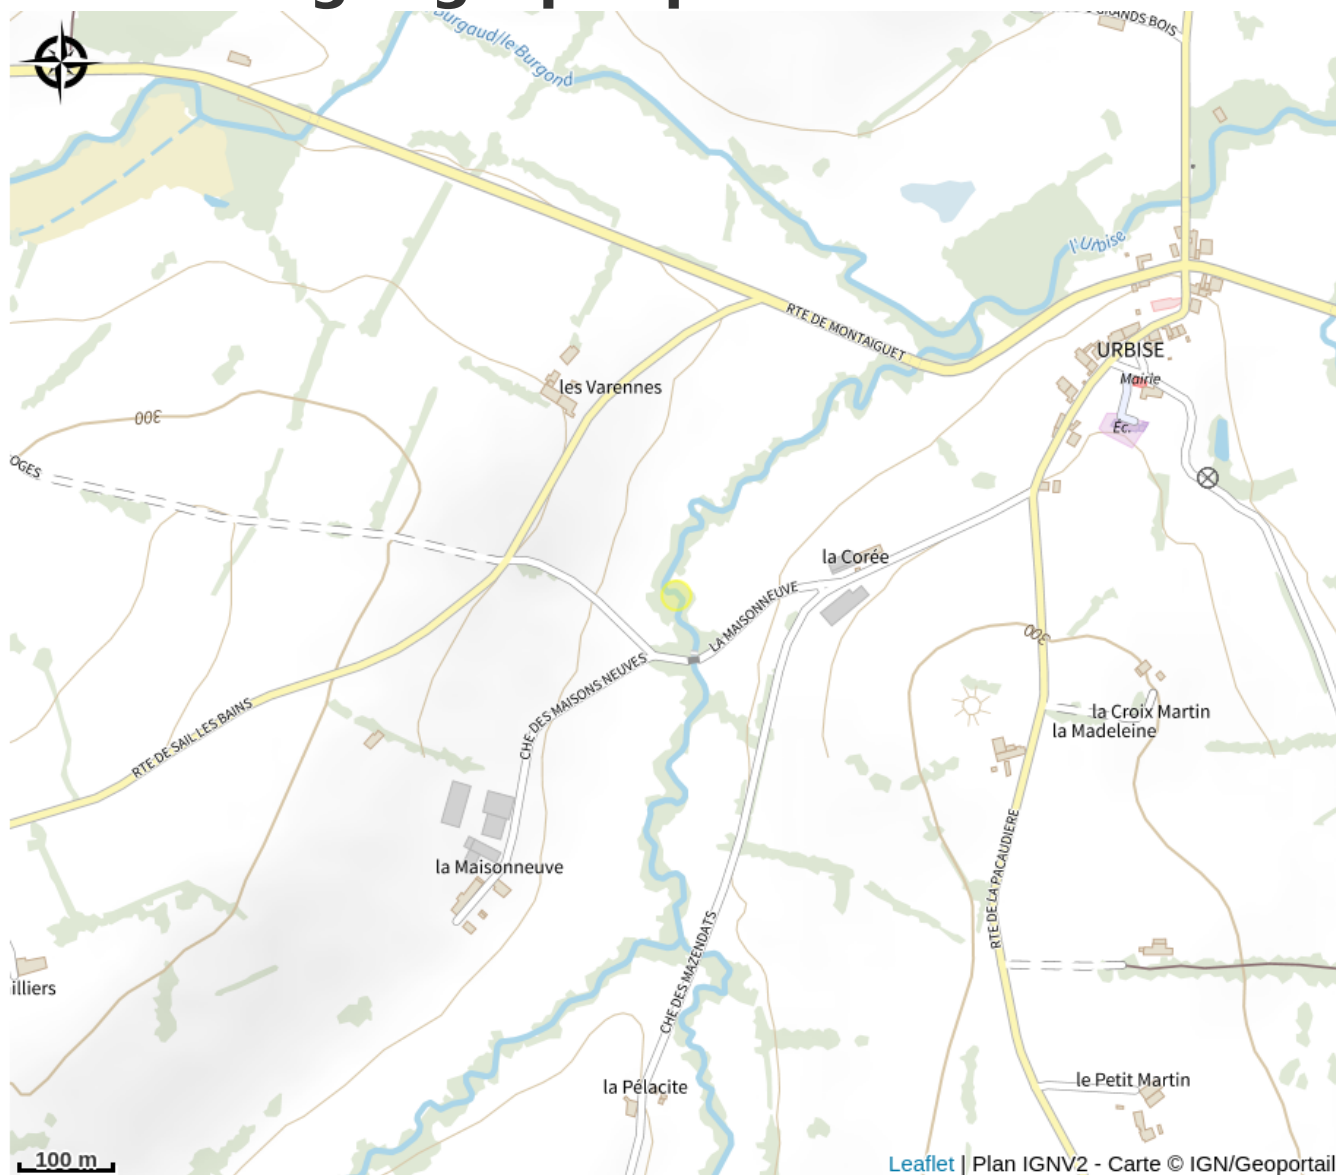 Burgaud/le Burgond
GRANDS BOIS
l'Urbise
RTE DE MONTAIGUET
URBISE
Mairie
les Varennes
300
Éc.
OGES
la Corée
LA MAISONNEUVE
300
CHE DES MAISONS NEUVES
RTE DE SAIL LES BAINS
la Croix Martin
la Madeleine
RTE DE LA PACAUDIERE
la Maisonneuve
CHE DES MAZENDATS
illiers
la Pélacite
le Petit Martin
100 m
Leaflet | Plan IGNV2 - Carte © IGN/Geoportail